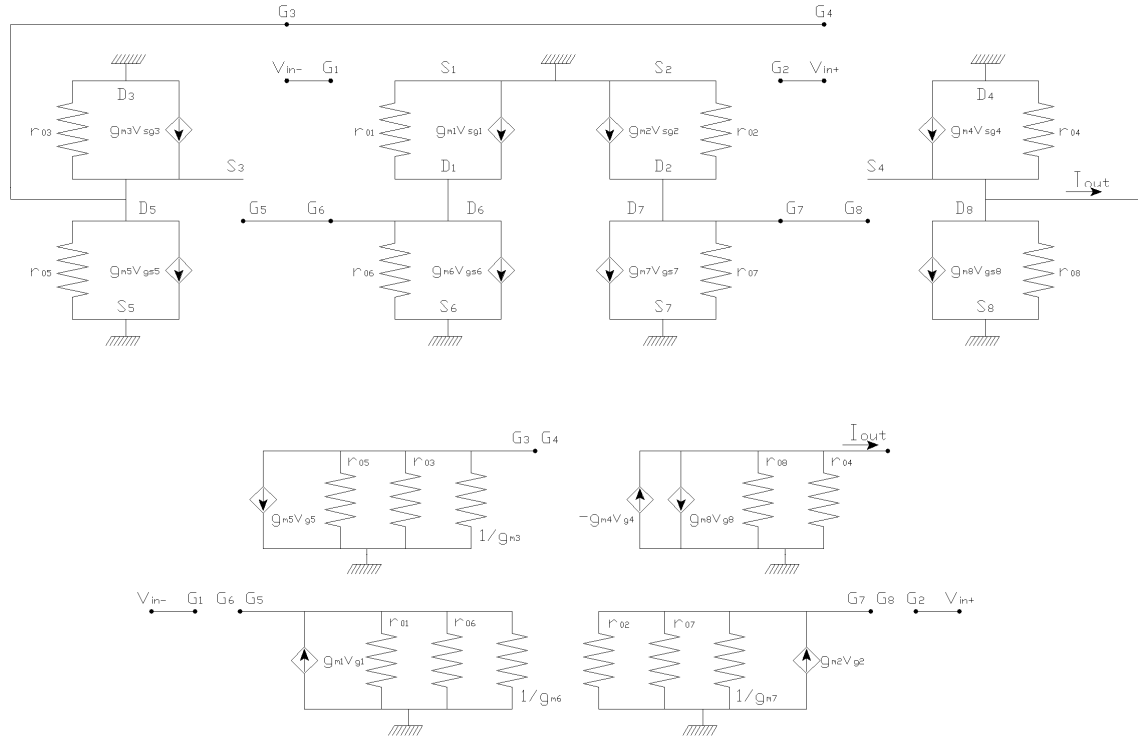 G3 G4
Vin- G1 S1 S2 G2 Vin+
D3 D4
r03 gm3Vsg3 r01 gm1Vsg1 gm2Vsg2 r02 gm4Vsg4 r04
S3 D1 D2 S4
Iout
D5 G5 G6 D6 D7 G7 G8 D8
r05 gm5Vgs5 r06 gm6Vgs6 gm7Vgs7 r07 gm8Vgs8 r08
S5 S6 S7 S8
G3 G4 Iout
r05 r03 r08 r04
gm5Vg5 -gm4Vg4 gm8Vg8
1/gm3
Vin- G1 G6 G5 G7 G8 G2 Vin+
r01 r06 r02 r07
gm1Vg1 gm2Vg2
1/gm6 1/gm7